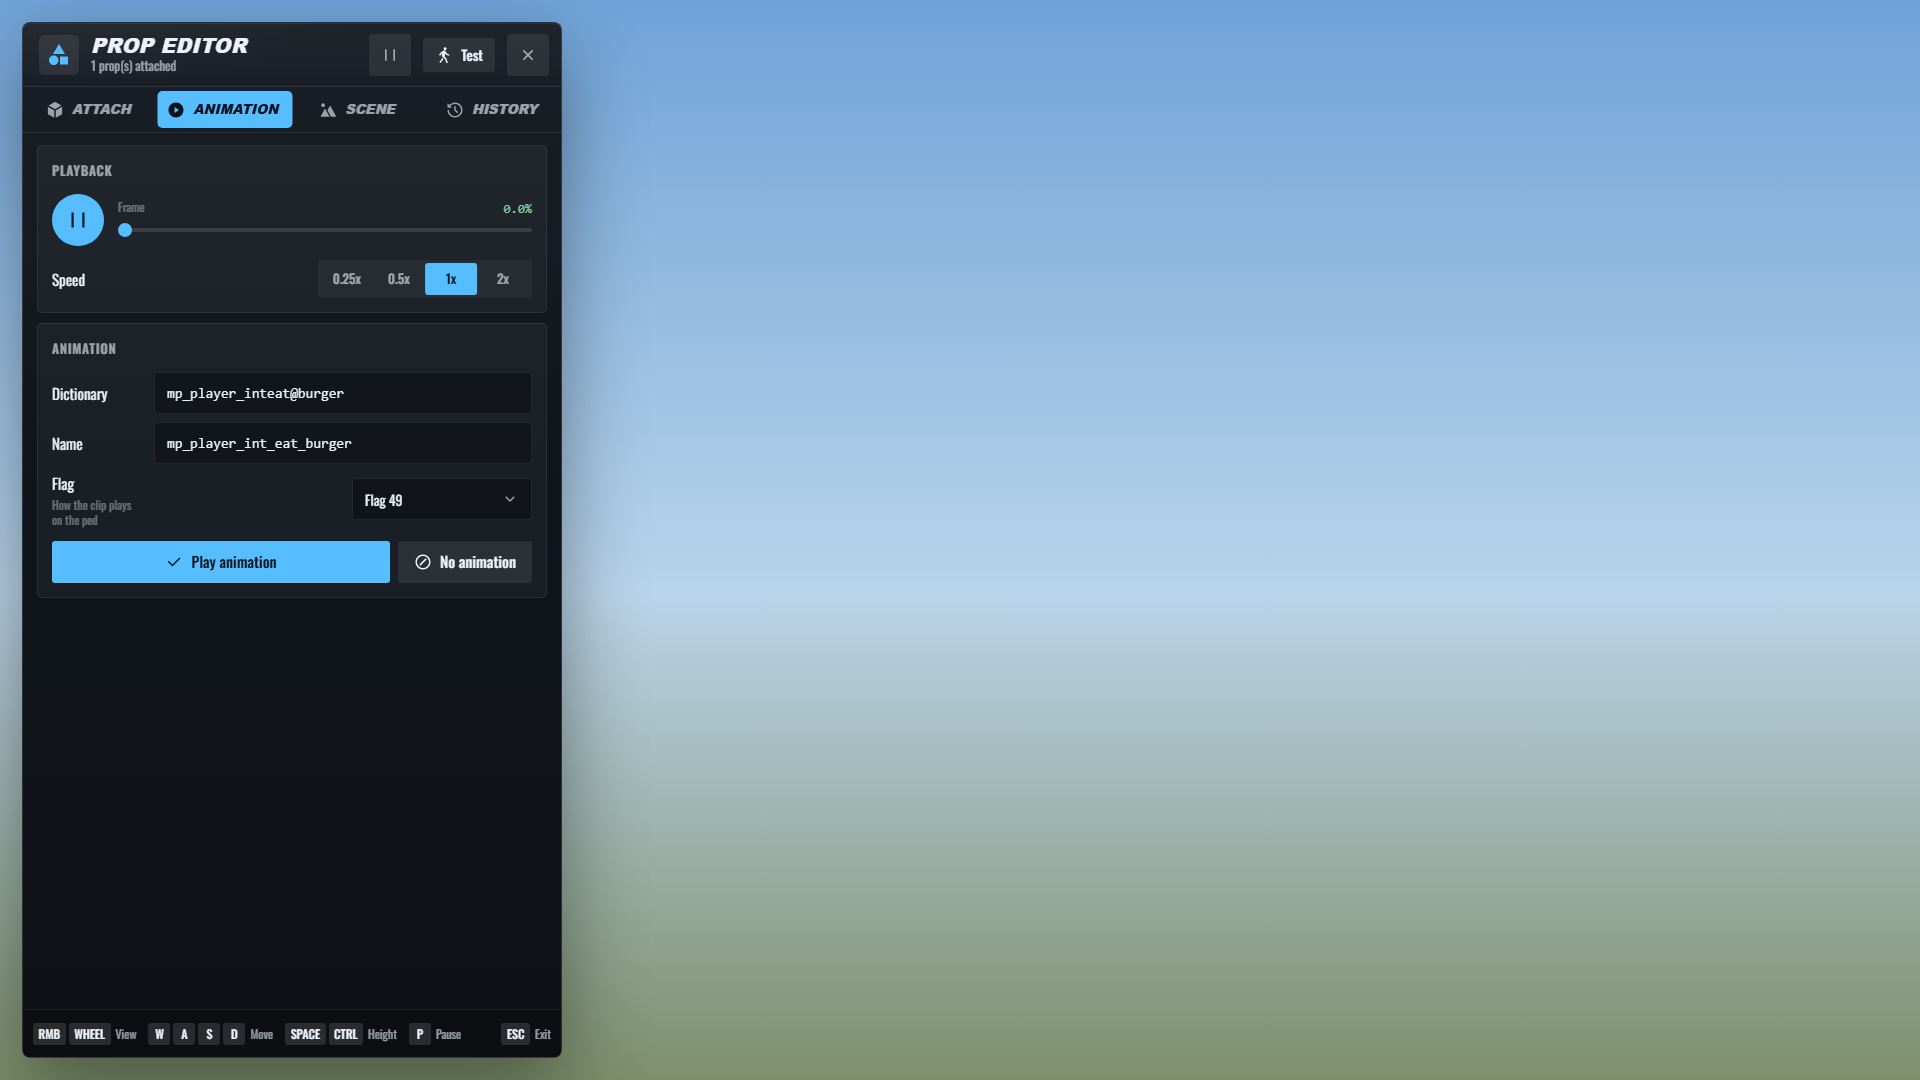 PROP EDITOR
1 prop(s) attached
Test
ATTACH
ANIMATION
SCENE
HISTORY
PLAYBACK
Frame
0.0%
Speed
0.25x
0.5x
1x
2x
ANIMATION
Dictionary
mp_player_inteat@burger
Name
mp_player_int_eat_burger
Flag
How the clip plays
on the ped
Flag 49
Play animation
No animation
RMB WHEEL View W A S D Move SPACE CTRL Height P Pause ESC Exit